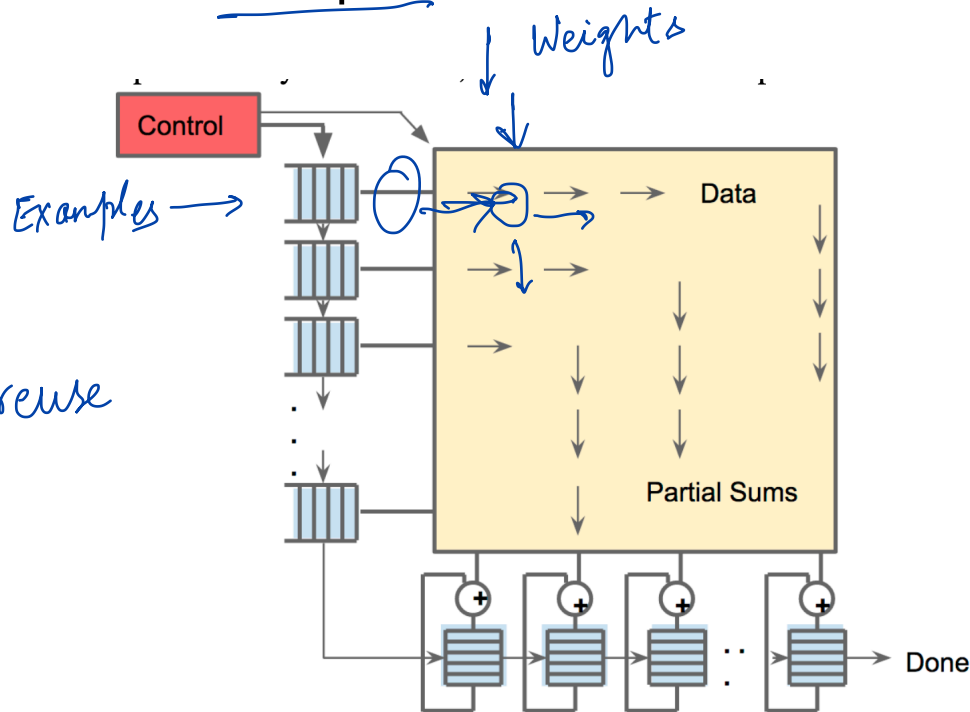 Weights
Control
Data
Examples
reuse
Partial Sums
+ + + +
Done